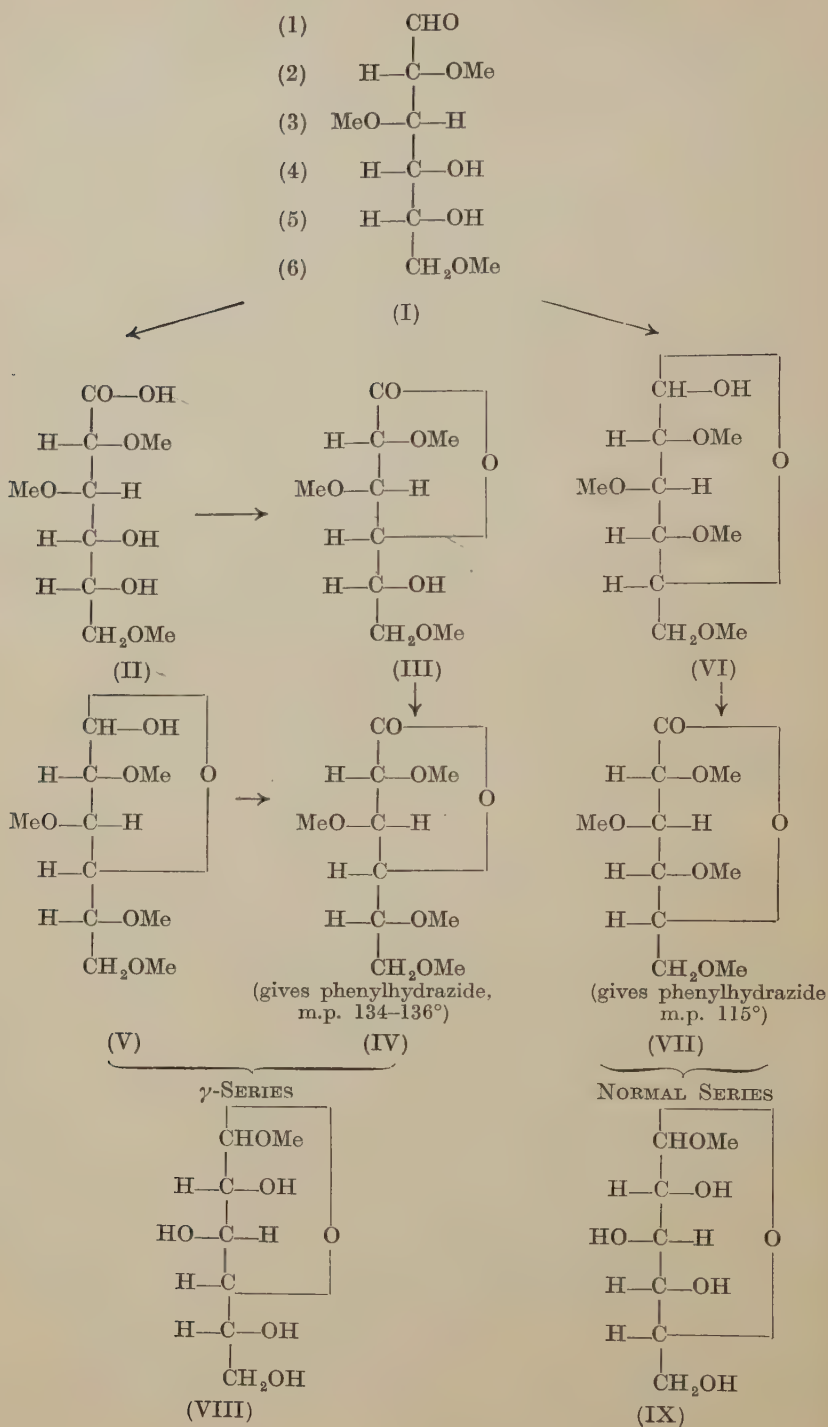 (1) CHO
(2) H—C—OMe
(3) MeO—C—H
(4) H—C—OH
(5) H—C—OH
(6) CH₂OMe
(I)
CO—OH
H—C—OMe
MeO—C—H
H—C—OH
H—C—OH
CH₂OMe
(II)
CO
H—C—OMe
O
MeO—C—H
H—C
H—C—OH
CH₂OMe
(III)
CH—OH
H—C—OMe
O
MeO—C—H
H—C—OMe
H—C
CH₂OMe
(VI)
CH—OH
H—C—OMe O
MeO—C—H
H—C
H—C—OMe
CH₂OMe
(V)
CO
H—C—OMe
O
MeO—C—H
H—C
H—C—OMe
CH₂OMe
(gives phenylhydrazide,
m.p. 134–136°)
(IV)
CO
H—C—OMe
MeO—C—H O
H—C—OMe
H—C
CH₂OMe
(gives phenylhydrazide
m.p. 115°)
(VII)
γ-SERIES
CHOMe
H—C—OH
HO—C—H O
H—C
H—C—OH
CH₂OH
(VIII)
NORMAL SERIES
CHOMe
H—C—OH
HO—C—H O
H—C—OH
H—C
CH₂OH
(IX)